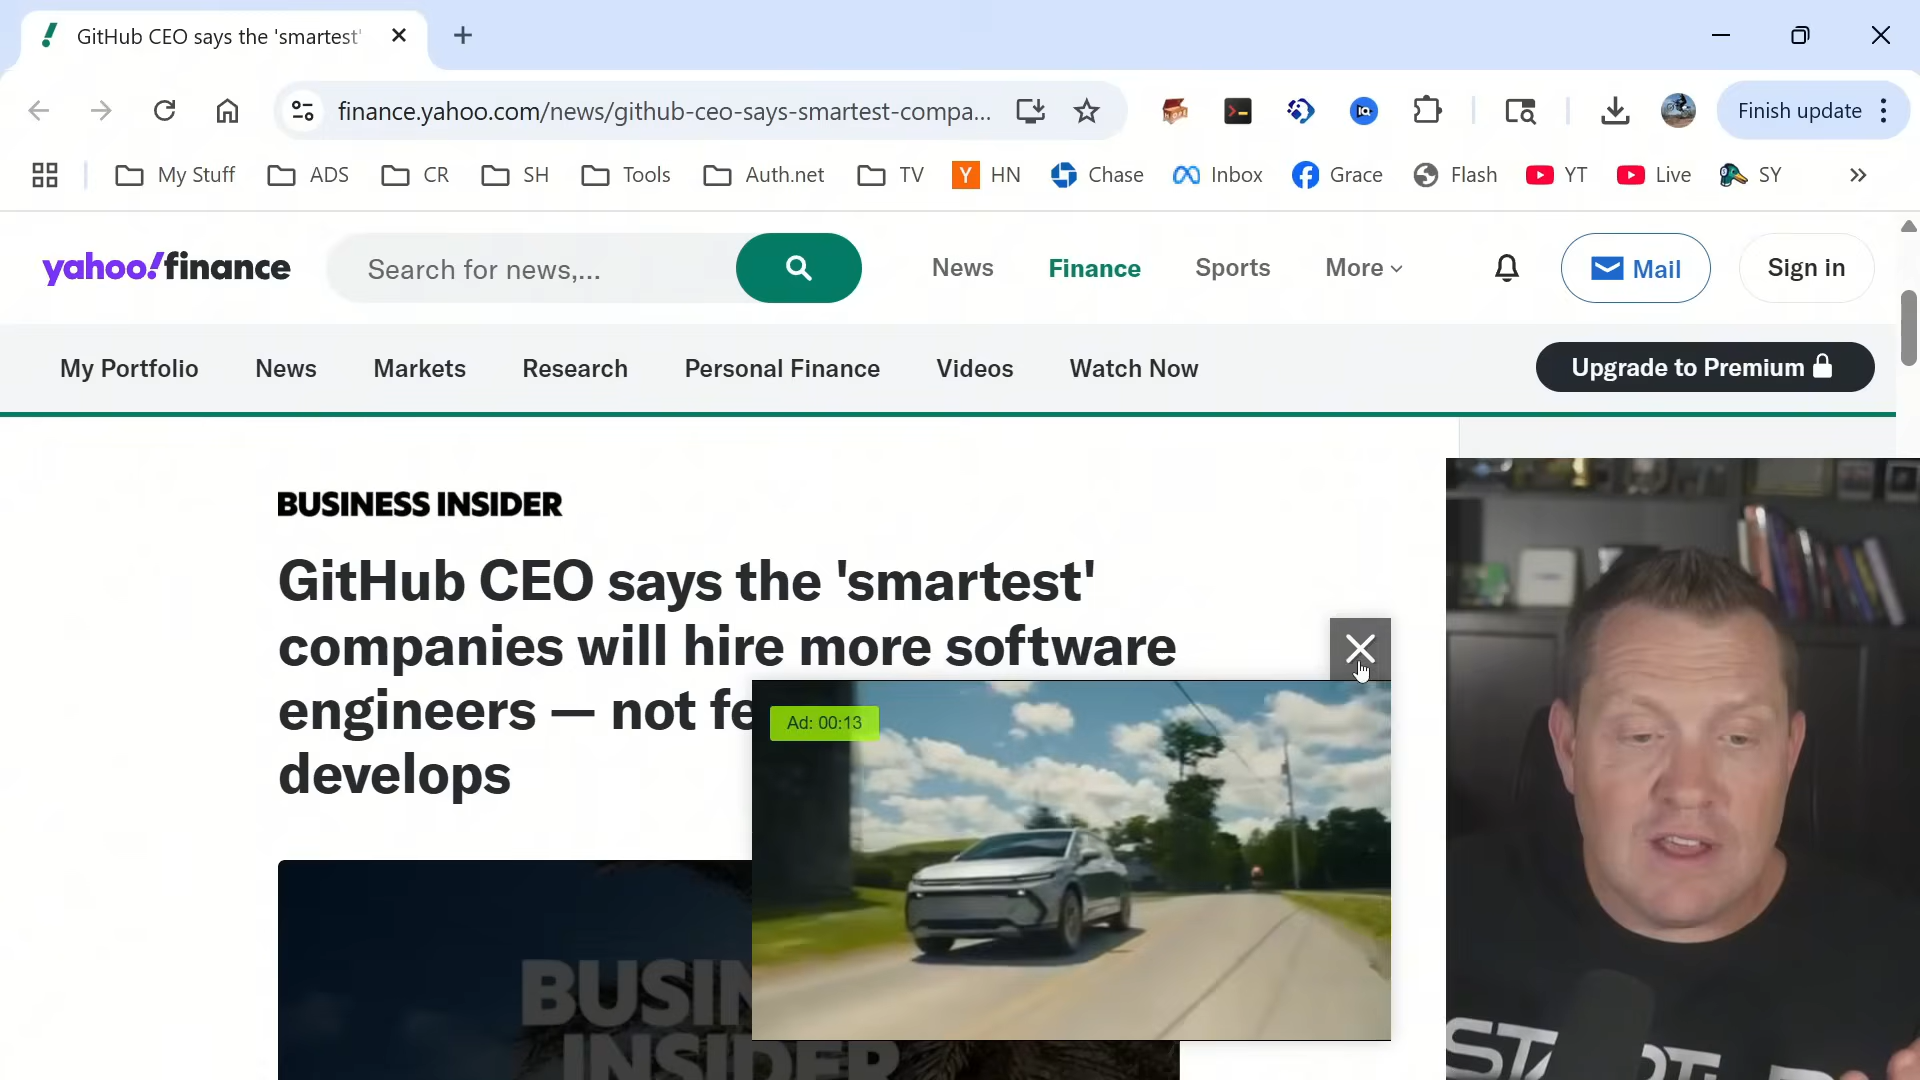 GitHub CEO says the 'smartest'
finance.yahoo.com/news/github-ceo-says-smartest-compa...
Finish update
My Stuff
ADS
CR
SH
Tools
Auth.net
TV
Y HN
Chase
Inbox
Grace
Flash
YT
Live
SY
yahoo!finance
Search for news,...
News
Finance
Sports
More
Mail
Sign in
My Portfolio
News
Markets
Research
Personal Finance
Videos
Watch Now
Upgrade to Premium
BUSINESS INSIDER
GitHub CEO says the 'smartest'
companies will hire more software
engineers — not fe
develops
Ad: 00:13
BUSIN
INSIDER